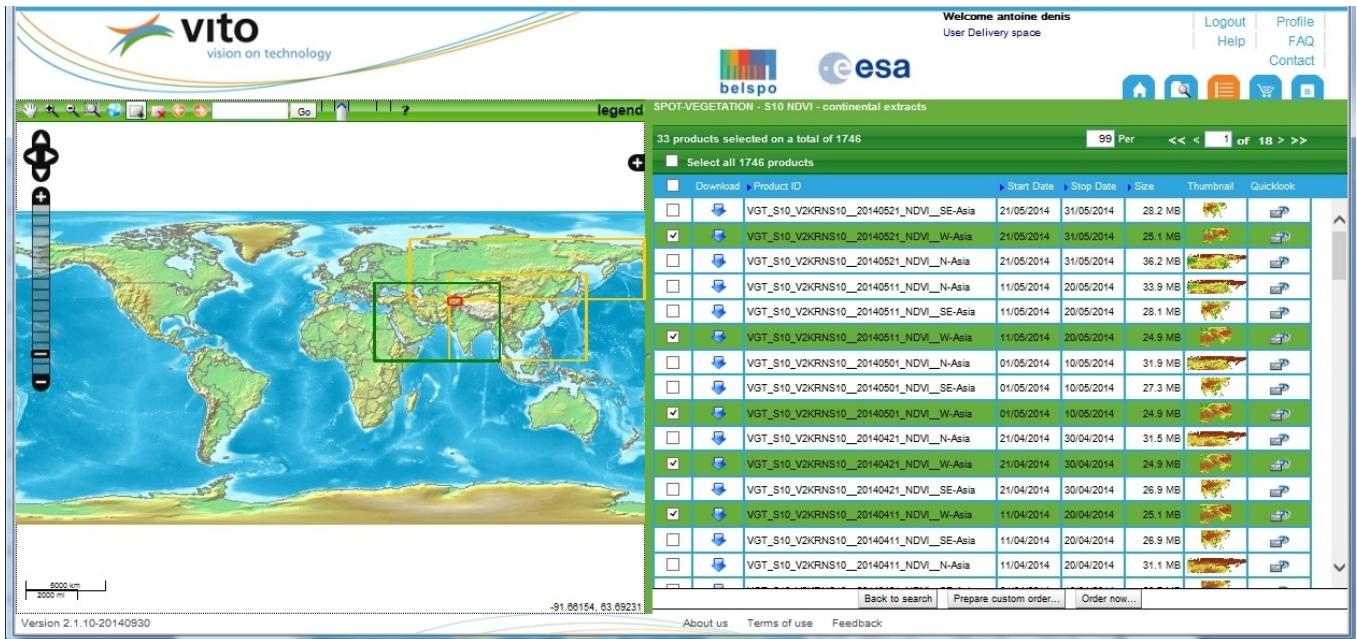 vito
vision on technology
belspo
esa
Welcome antoine denis
User Delivery space
Logout Profile
Help FAQ
Contact
Go
?
legend
SPOT-VEGETATION - S10 NDVI - continental extracts
33 products selected on a total of 1746 99 Per << < 1 of 18 > >>
Select all 1746 products
Download Product ID Start Date Stop Date Size Thumbnail Quicklook
VGT_S10_V2KRNS10__20140521_NDVI__SE-Asia 21/05/2014 31/05/2014 28.2 MB
VGT_S10_V2KRNS10__20140521_NDVI__W-Asia 21/05/2014 31/05/2014 25.1 MB
VGT_S10_V2KRNS10__20140521_NDVI__N-Asia 21/05/2014 31/05/2014 36.2 MB
VGT_S10_V2KRNS10__20140511_NDVI__N-Asia 11/05/2014 20/05/2014 33.9 MB
VGT_S10_V2KRNS10__20140511_NDVI__SE-Asia 11/05/2014 20/05/2014 28.1 MB
VGT_S10_V2KRNS10__20140511_NDVI__W-Asia 11/05/2014 20/05/2014 24.9 MB
VGT_S10_V2KRNS10__20140501_NDVI__N-Asia 01/05/2014 10/05/2014 31.9 MB
VGT_S10_V2KRNS10__20140501_NDVI__SE-Asia 01/05/2014 10/05/2014 27.3 MB
VGT_S10_V2KRNS10__20140501_NDVI__W-Asia 01/05/2014 10/05/2014 24.9 MB
VGT_S10_V2KRNS10__20140421_NDVI__N-Asia 21/04/2014 30/04/2014 31.5 MB
VGT_S10_V2KRNS10__20140421_NDVI__W-Asia 21/04/2014 30/04/2014 24.9 MB
VGT_S10_V2KRNS10__20140421_NDVI__SE-Asia 21/04/2014 30/04/2014 26.9 MB
VGT_S10_V2KRNS10__20140411_NDVI__W-Asia 11/04/2014 20/04/2014 25.1 MB
VGT_S10_V2KRNS10__20140411_NDVI__SE-Asia 11/04/2014 20/04/2014 26.9 MB
VGT_S10_V2KRNS10__20140411_NDVI__N-Asia 11/04/2014 20/04/2014 31.1 MB
5000 km
2000 mi
-91.66154, 63.69231
Back to search Prepare custom order... Order now...
Version 2.1.10-20140930
About us Terms of use Feedback